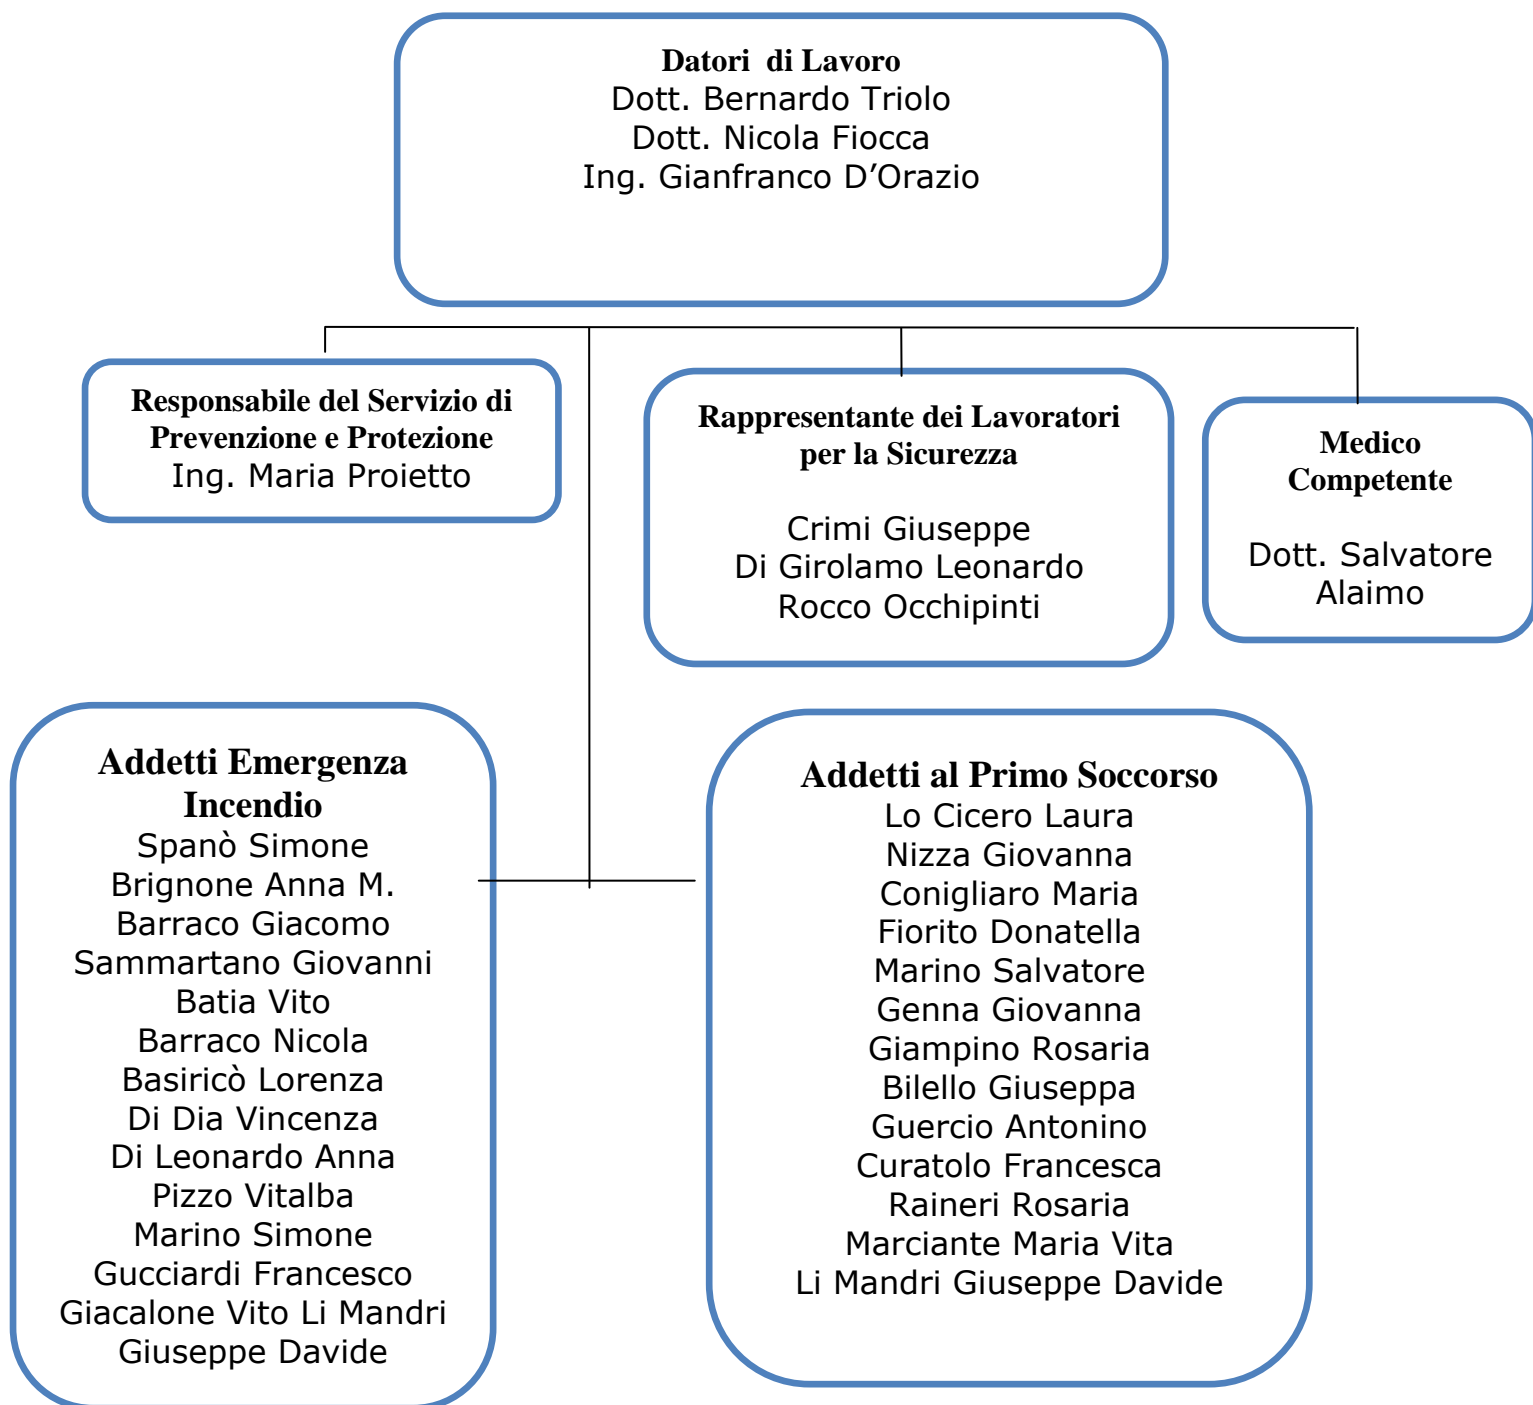 Datori di Lavoro
Dott. Bernardo Triolo
Dott. Nicola Fiocca
Ing. Gianfranco D’Orazio
Responsabile del Servizio di
Prevenzione e Protezione
Ing. Maria Proietto
Rappresentante dei Lavoratori
per la Sicurezza
Crimi Giuseppe
Di Girolamo Leonardo
Rocco Occhipinti
Medico
Competente
Dott. Salvatore
Alaimo
Addetti Emergenza
Incendio
Spanò Simone
Brignone Anna M.
Barraco Giacomo
Sammartano Giovanni
Batia Vito
Barraco Nicola
Basiricò Lorenza
Di Dia Vincenza
Di Leonardo Anna
Pizzo Vitalba
Marino Simone
Gucciardi Francesco
Giacalone Vito Li Mandri
Giuseppe Davide
Addetti al Primo Soccorso
Lo Cicero Laura
Nizza Giovanna
Conigliaro Maria
Fiorito Donatella
Marino Salvatore
Genna Giovanna
Giampino Rosaria
Bilello Giuseppa
Guercio Antonino
Curatolo Francesca
Raineri Rosaria
Marciante Maria Vita
Li Mandri Giuseppe Davide